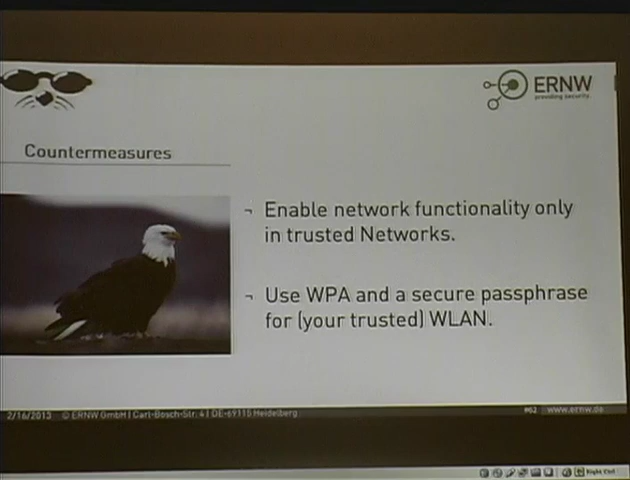 ERNW
providing security.
Countermeasures
¬ Enable network functionality only
in trusted Networks.
¬ Use WPA and a secure passphrase
for (your trusted) WLAN.
2/16/2013 © ERNW GmbH | Carl-Bosch-Str. 4 | DE-69115 Heidelberg #62 www.ernw.de
Right Ctrl